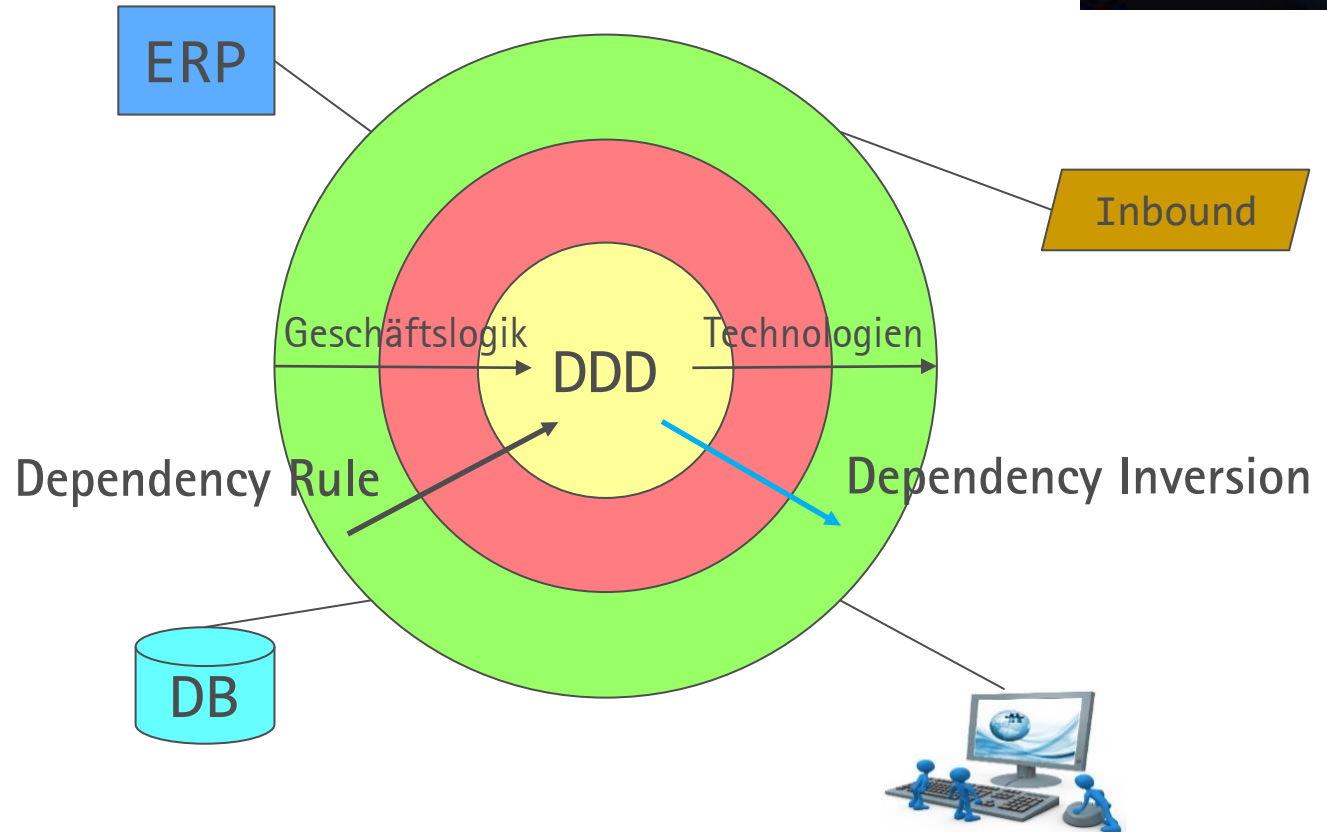 ERP
Inbound
Geschäftslogik
Technologien
DDD
Dependency Rule
Dependency Inversion
DB